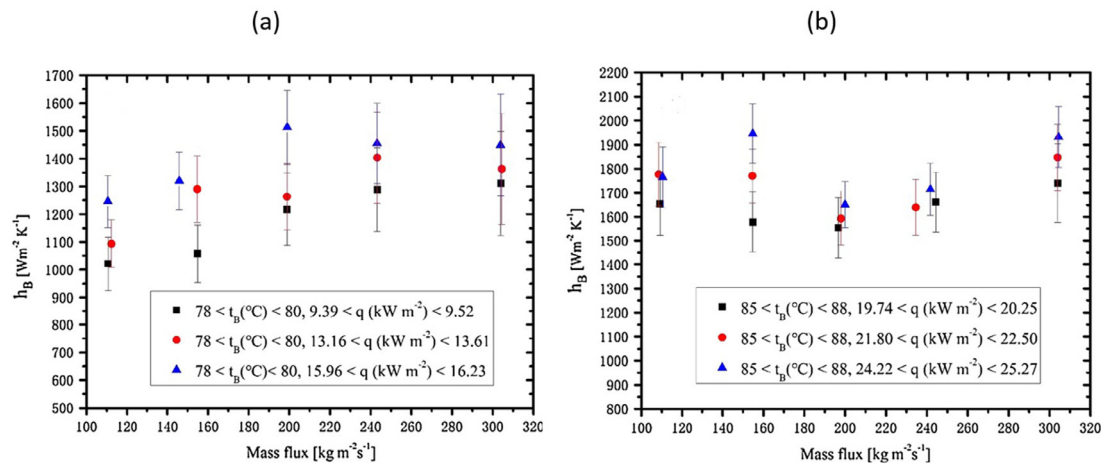 (a)
(b)
1700
1600
1500
1400
1300
1200
1100
1000
900
800
700
600
500
h_B [Wm⁻² K⁻¹]
78 < t_B(°C) < 80, 9.39 < q (kW m⁻²) < 9.52
78 < t_B(°C) < 80, 13.16 < q (kW m⁻²) < 13.61
78 < t_B(°C)< 80, 15.96 < q (kW m⁻²) < 16.23
100 120 140 160 180 200 220 240 260 280 300 320
Mass flux [kg m⁻²s⁻¹]
2200
2100
2000
1900
1800
1700
1600
1500
1400
1300
1200
1100
1000
900
800
h_B [Wm⁻² K⁻¹]
85 < t_B(°C) < 88, 19.74 < q (kW m⁻²) < 20.25
85 < t_B(°C) < 88, 21.80 < q (kW m⁻²) < 22.50
85 < t_B(°C) < 88, 24.22 < q (kW m⁻²) < 25.27
100 120 140 160 180 200 220 240 260 280 300 320
Mass flux [kg m⁻²s⁻¹]